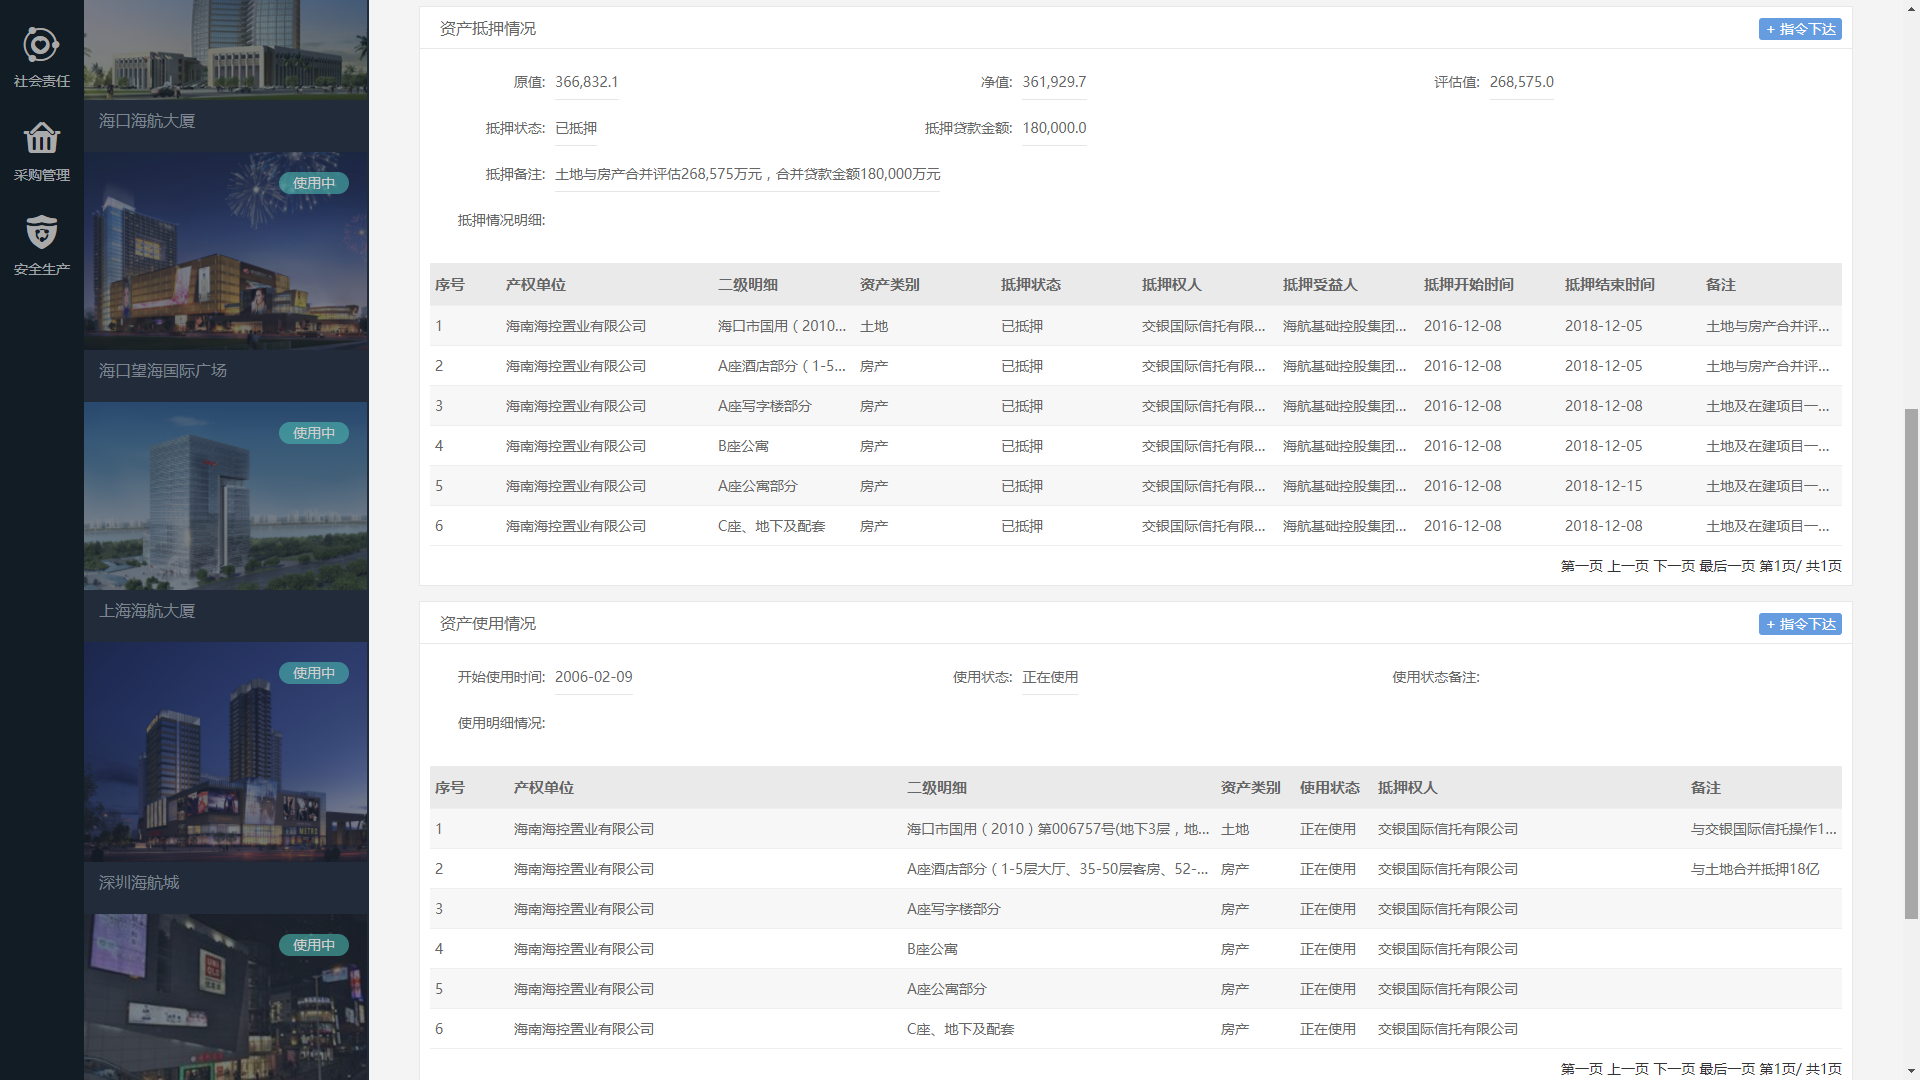 社会责任
采购管理
安全生产
海口海航大厦
使用中
海口望海国际广场
使用中
上海海航大厦
使用中
深圳海航城
使用中
资产抵押情况
+ 指令下达
原值: 366,832.1 净值: 361,929.7 评估值: 268,575.0
抵押状态: 已抵押 抵押贷款金额: 180,000.0
抵押备注: 土地与房产合并评估268,575万元，合并贷款金额180,000万元
抵押情况明细:
序号 产权单位 二级明细 资产类别 抵押状态 抵押权人 抵押受益人 抵押开始时间 抵押结束时间 备注
1 海南海控置业有限公司 海口市国用（2010... 土地 已抵押 交银国际信托有限... 海航基础控股集团... 2016-12-08 2018-12-05 土地与房产合并评...
2 海南海控置业有限公司 A座酒店部分（1-5... 房产 已抵押 交银国际信托有限... 海航基础控股集团... 2016-12-08 2018-12-05 土地与房产合并评...
3 海南海控置业有限公司 A座写字楼部分 房产 已抵押 交银国际信托有限... 海航基础控股集团... 2016-12-08 2018-12-08 土地及在建项目一...
4 海南海控置业有限公司 B座公寓 房产 已抵押 交银国际信托有限... 海航基础控股集团... 2016-12-08 2018-12-05 土地及在建项目一...
5 海南海控置业有限公司 A座公寓部分 房产 已抵押 交银国际信托有限... 海航基础控股集团... 2016-12-08 2018-12-15 土地及在建项目一...
6 海南海控置业有限公司 C座、地下及配套 房产 已抵押 交银国际信托有限... 海航基础控股集团... 2016-12-08 2018-12-08 土地及在建项目一...
第一页 上一页 下一页 最后一页 第1页/ 共1页
资产使用情况
+ 指令下达
开始使用时间: 2006-02-09 使用状态: 正在使用 使用状态备注:
使用明细情况:
序号 产权单位 二级明细 资产类别 使用状态 抵押权人 备注
1 海南海控置业有限公司 海口市国用（2010）第006757号(地下3层，地... 土地 正在使用 交银国际信托有限公司 与交银国际信托操作1...
2 海南海控置业有限公司 A座酒店部分（1-5层大厅、35-50层客房、52-... 房产 正在使用 交银国际信托有限公司 与土地合并抵押18亿
3 海南海控置业有限公司 A座写字楼部分 房产 正在使用 交银国际信托有限公司
4 海南海控置业有限公司 B座公寓 房产 正在使用 交银国际信托有限公司
5 海南海控置业有限公司 A座公寓部分 房产 正在使用 交银国际信托有限公司
6 海南海控置业有限公司 C座、地下及配套 房产 正在使用 交银国际信托有限公司
第一页 上一页 下一页 最后一页 第1页/ 共1页